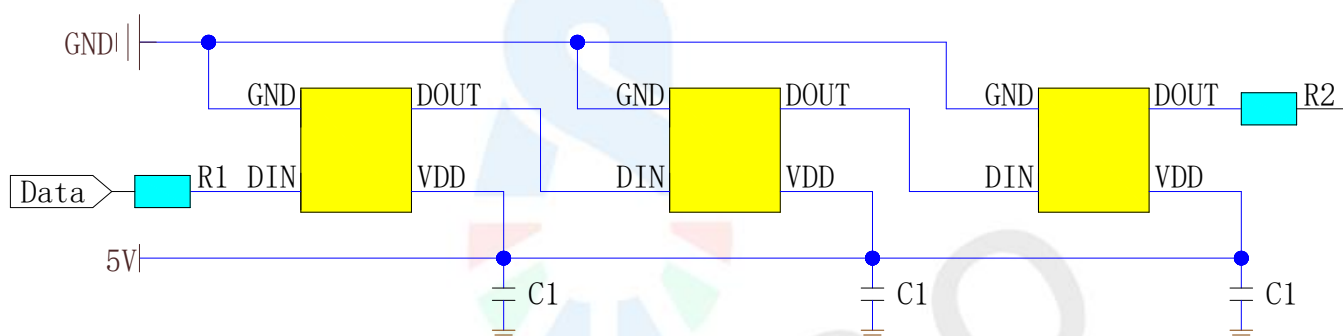 GND
GND DOUT GND DOUT GND DOUT R2
Data R1 DIN VDD DIN VDD DIN VDD
5V
C1 C1 C1